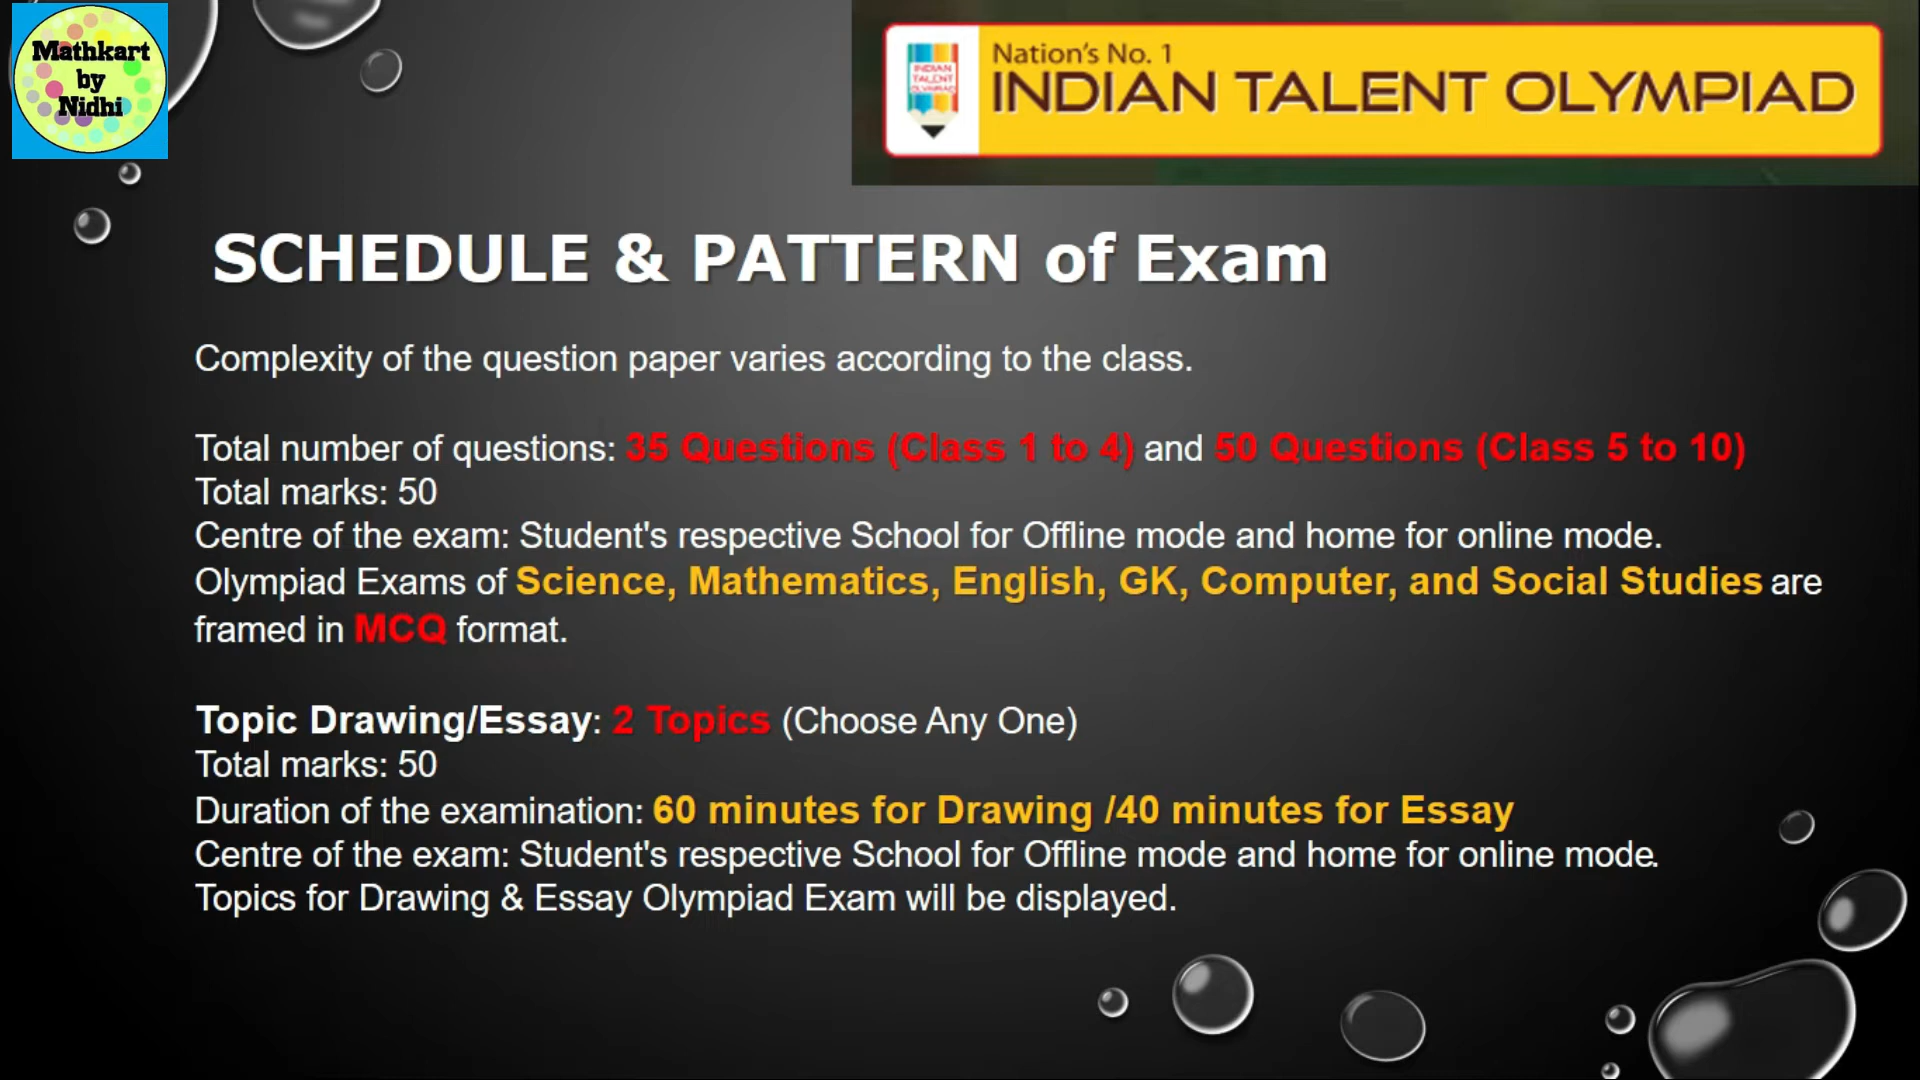 Mathkart
by
Nidhi
INDIAN
TALENT
OLYMPIAD
Nation's No. 1
INDIAN TALENT OLYMPIAD
SCHEDULE & PATTERN of Exam
Complexity of the question paper varies according to the class.
Total number of questions: 35 Questions (Class 1 to 4) and 50 Questions (Class 5 to 10)
Total marks: 50
Centre of the exam: Student's respective School for Offline mode and home for online mode.
Olympiad Exams of Science, Mathematics, English, GK, Computer, and Social Studies are
framed in MCQ format.
Topic Drawing/Essay: 2 Topics (Choose Any One)
Total marks: 50
Duration of the examination: 60 minutes for Drawing /40 minutes for Essay
Centre of the exam: Student's respective School for Offline mode and home for online mode.
Topics for Drawing & Essay Olympiad Exam will be displayed.